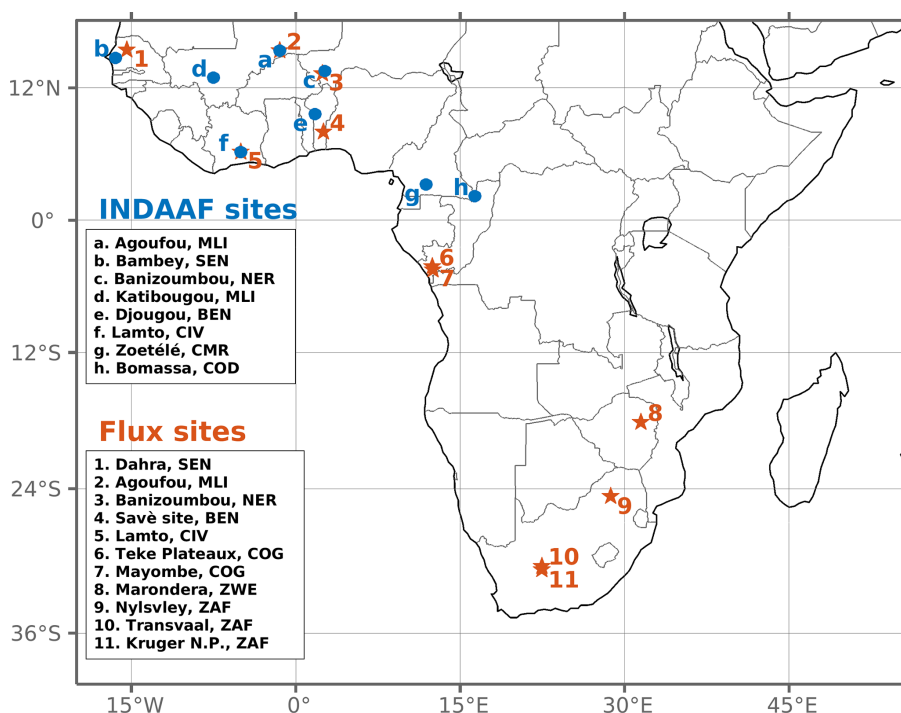 b
1
2
a
d
c
3
e
4
f
5
12°N
g
h
0°
INDAAF sites
a. Agoufou, MLI
b. Bambey, SEN
c. Banizoumbou, NER
d. Katibougou, MLI
e. Djougou, BEN
f. Lamto, CIV
g. Zoetélé, CMR
h. Bomassa, COD
6
7
12°S
8
Flux sites
1. Dahra, SEN
2. Agoufou, MLI
3. Banizoumbou, NER
4. Savè site, BEN
5. Lamto, CIV
6. Teke Plateaux, COG
7. Mayombe, COG
8. Marondera, ZWE
9. Nylsvley, ZAF
10. Transvaal, ZAF
11. Kruger N.P., ZAF
24°S
9
10
11
36°S
15°W 0° 15°E 30°E 45°E